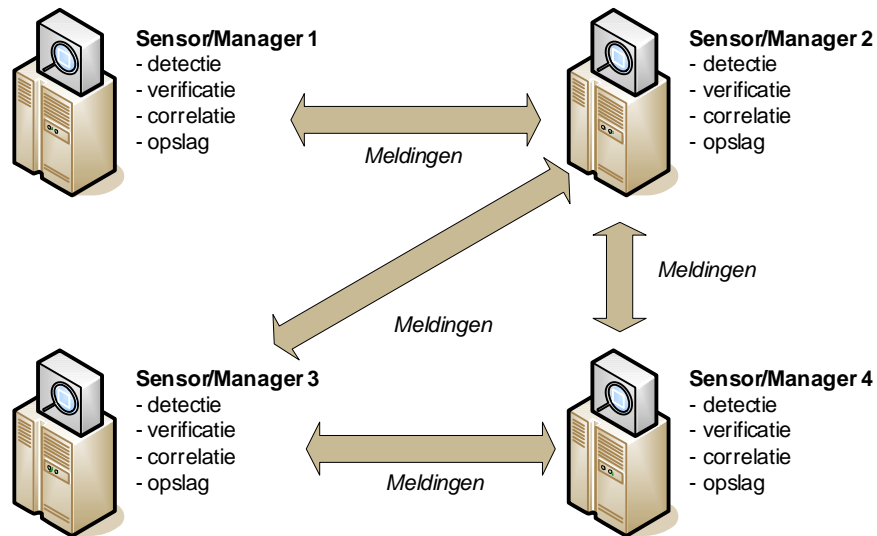 Sensor/Manager 1
- detectie
- verificatie
- correlatie
- opslag
Meldingen
Sensor/Manager 2
- detectie
- verificatie
- correlatie
- opslag
Meldingen
Meldingen
Sensor/Manager 3
- detectie
- verificatie
- correlatie
- opslag
Meldingen
Sensor/Manager 4
- detectie
- verificatie
- correlatie
- opslag